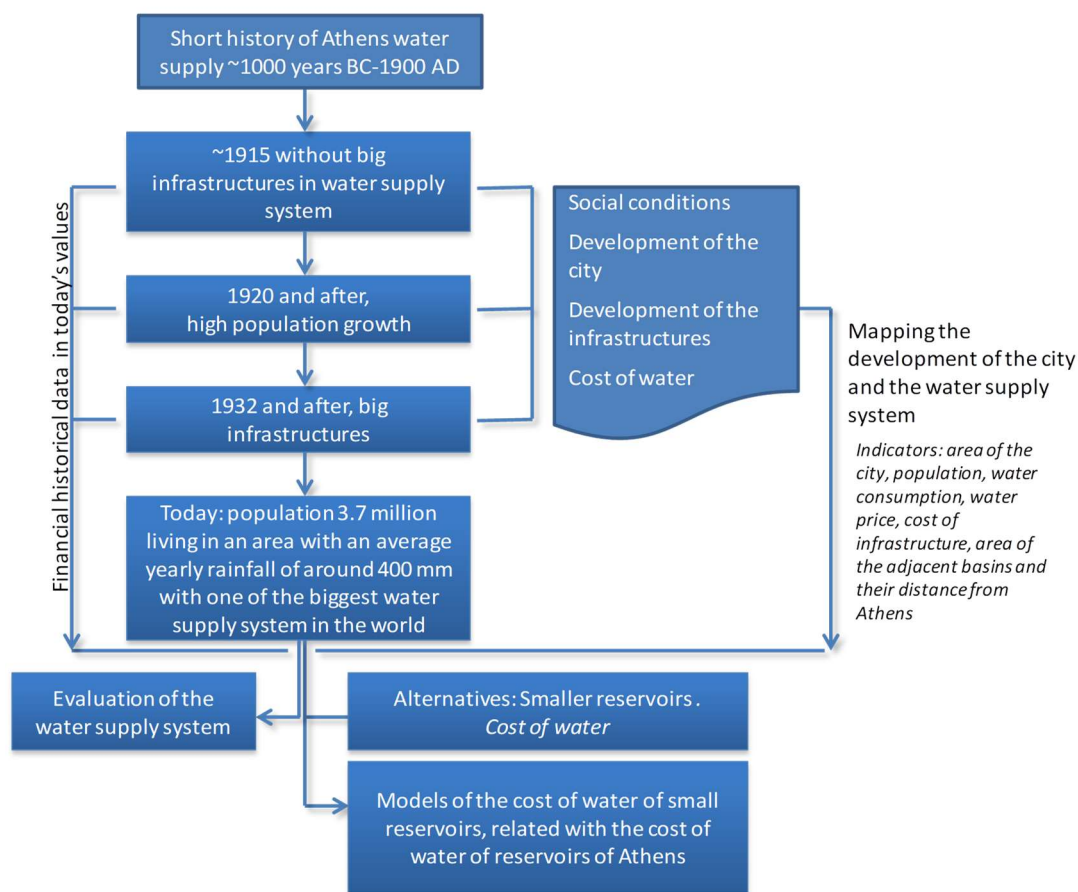 Short history of Athens water
supply ~1000 years BC-1900 AD
~1915 without big
infrastructures in water supply
system
1920 and after,
high population growth
1932 and after, big
infrastructures
Today: population 3.7 million
living in an area with an average
yearly rainfall of around 400 mm
with one of the biggest water
supply system in the world
Financial historical data in today's values
Social conditions
Development of the
city
Development of the
infrastructures
Cost of water
Mapping the
development of the city
and the water supply
system
Indicators: area of the
city, population, water
consumption, water
price, cost of
infrastructure, area of
the adjacent basins and
their distance from
Athens
Evaluation of the
water supply system
Alternatives: Smaller reservoirs .
Cost of water
Models of the cost of water of small
reservoirs, related with the cost of
water of reservoirs of Athens